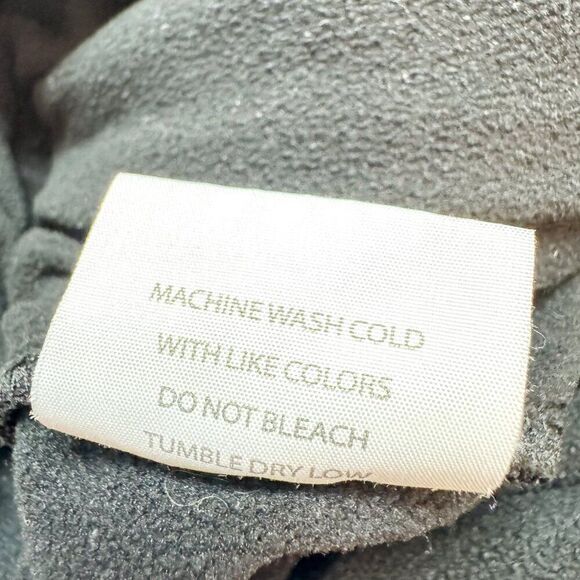 MACHINE WASH COLD
WITH LIKE COLORS
DO NOT BLEACH
TUMBLE DRY LOW